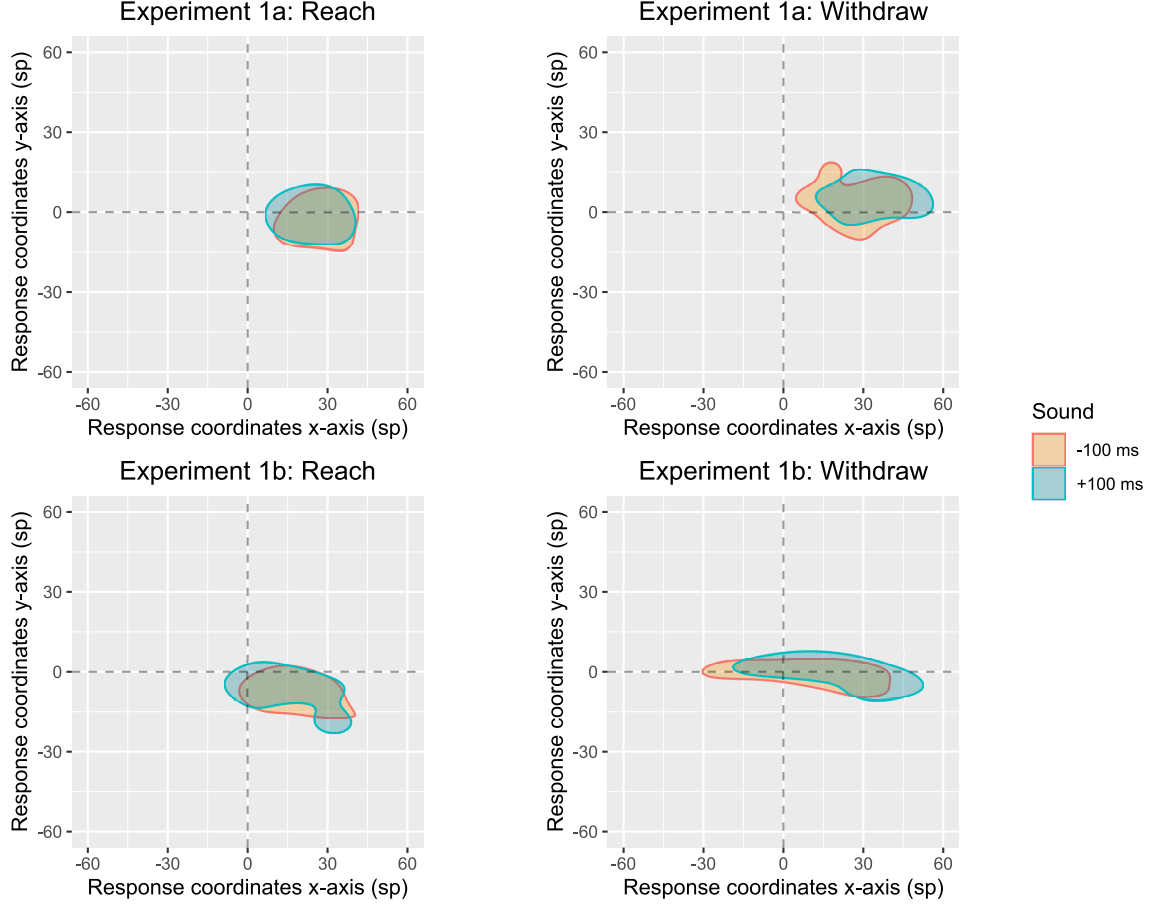 Experiment 1a: Reach
Response coordinates y-axis (sp)
60
30
0
-30
-60
-60 -30 0 30 60
Response coordinates x-axis (sp)
Experiment 1a: Withdraw
Response coordinates y-axis (sp)
60
30
0
-30
-60
-60 -30 0 30 60
Response coordinates x-axis (sp)
Experiment 1b: Reach
Response coordinates y-axis (sp)
60
30
0
-30
-60
-60 -30 0 30 60
Response coordinates x-axis (sp)
Experiment 1b: Withdraw
Response coordinates y-axis (sp)
60
30
0
-30
-60
-60 -30 0 30 60
Response coordinates x-axis (sp)
Sound
-100 ms
+100 ms